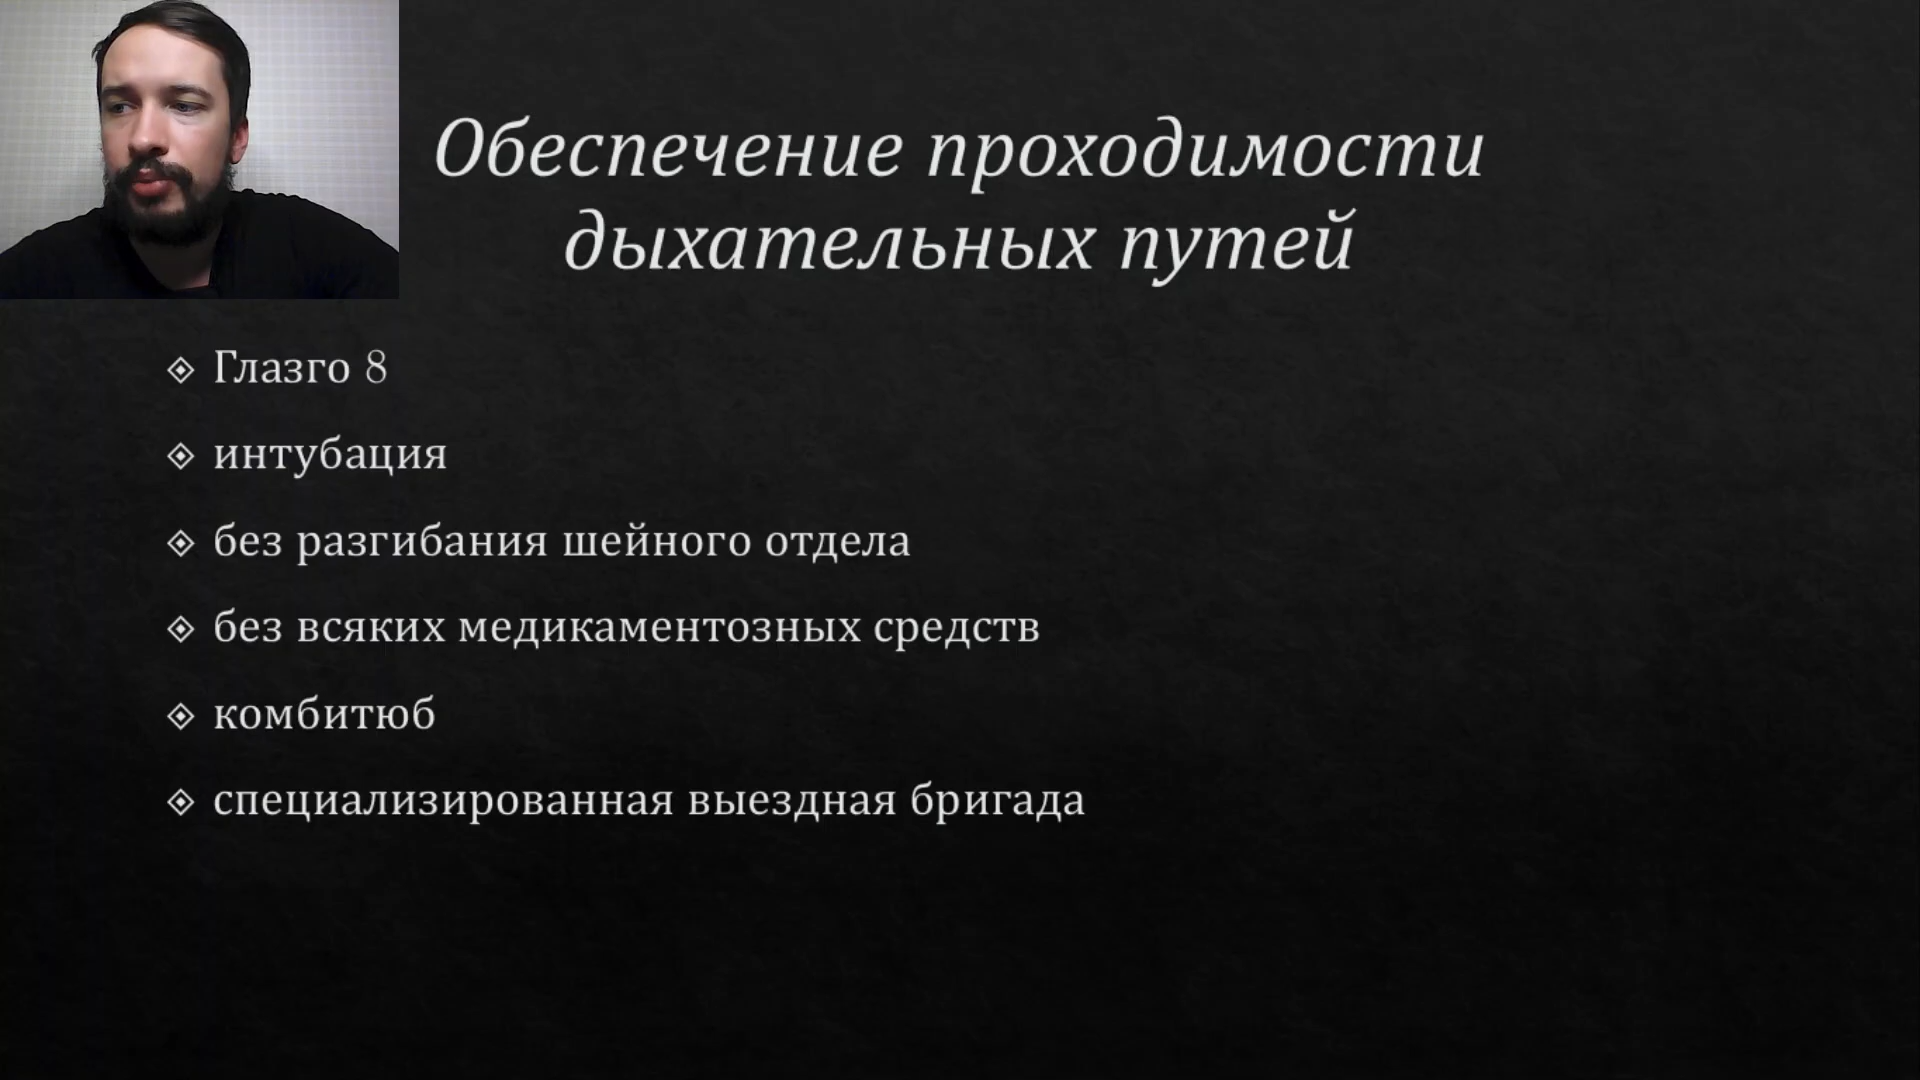 Обеспечение проходимости
дыхательных путей
Глазго 8
интубация
без разгибания шейного отдела
без всяких медикаментозных средств
комбитюб
специализированная выездная бригада